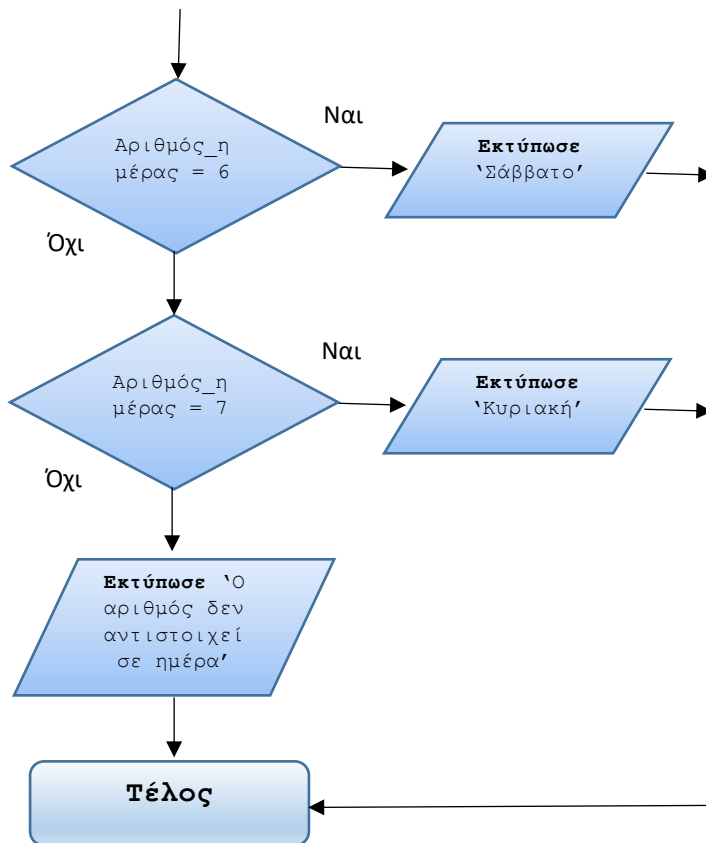 Ναι
Αριθμός_η
μέρας = 6
Εκτύπωσε
‘Σάββατο’
Όχι
Ναι
Αριθμός_η
μέρας = 7
Εκτύπωσε
‘Κυριακή’
Όχι
Εκτύπωσε ‘Ο
αριθμός δεν
αντιστοιχεί
σε ημέρα’
Τέλος